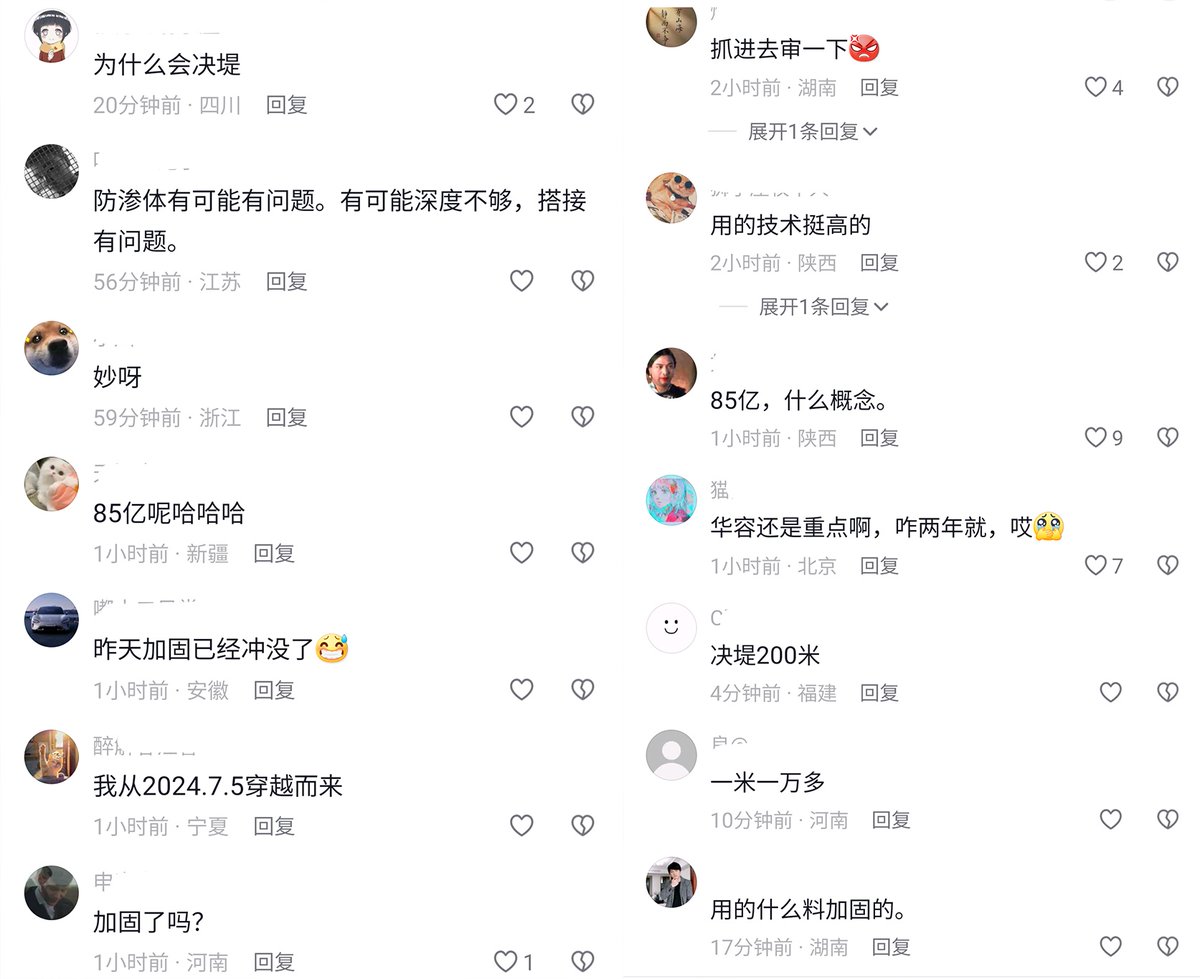 为什么会决堤
20分钟前 · 四川 回复 2
防渗体有可能有问题。有可能深度不够，搭接
有问题。
56分钟前 · 江苏 回复
妙呀
59分钟前 · 浙江 回复
85亿呢哈哈哈
1小时前 · 新疆 回复
昨天加固已经冲没了😅
1小时前 · 安徽 回复
醉
我从2024.7.5穿越而来
1小时前 · 宁夏 回复
申
加固了吗？
1小时前 · 河南 回复 1
抓进去审一下😡
2小时前 · 湖南 回复 4
展开1条回复
用的技术挺高的
2小时前 · 陕西 回复 2
展开1条回复
85亿，什么概念。
1小时前 · 陕西 回复 9
猫
华容还是重点啊，咋两年就，哎🥹
1小时前 · 北京 回复 7
C
决堤200米
4分钟前 · 福建 回复
一米一万多
10分钟前 · 河南 回复
用的什么料加固的。
17分钟前 · 湖南 回复